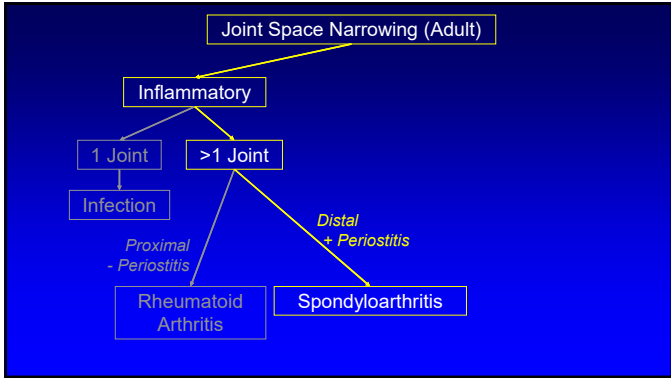 Joint Space Narrowing (Adult)
Inflammatory
1 Joint
>1 Joint
Infection
Distal
+ Periostitis
Proximal
- Periostitis
Rheumatoid
Arthritis
Spondyloarthritis